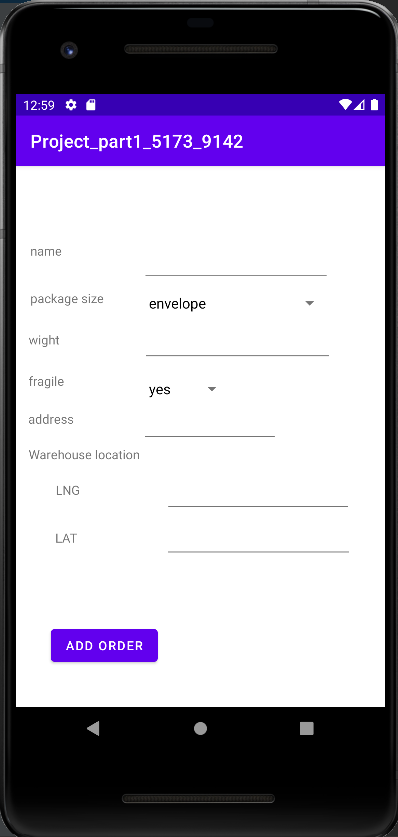 12:59
Project_part1_5173_9142
name
package size envelope
wight
fragile yes
address
Warehouse location
LNG
LAT
ADD ORDER